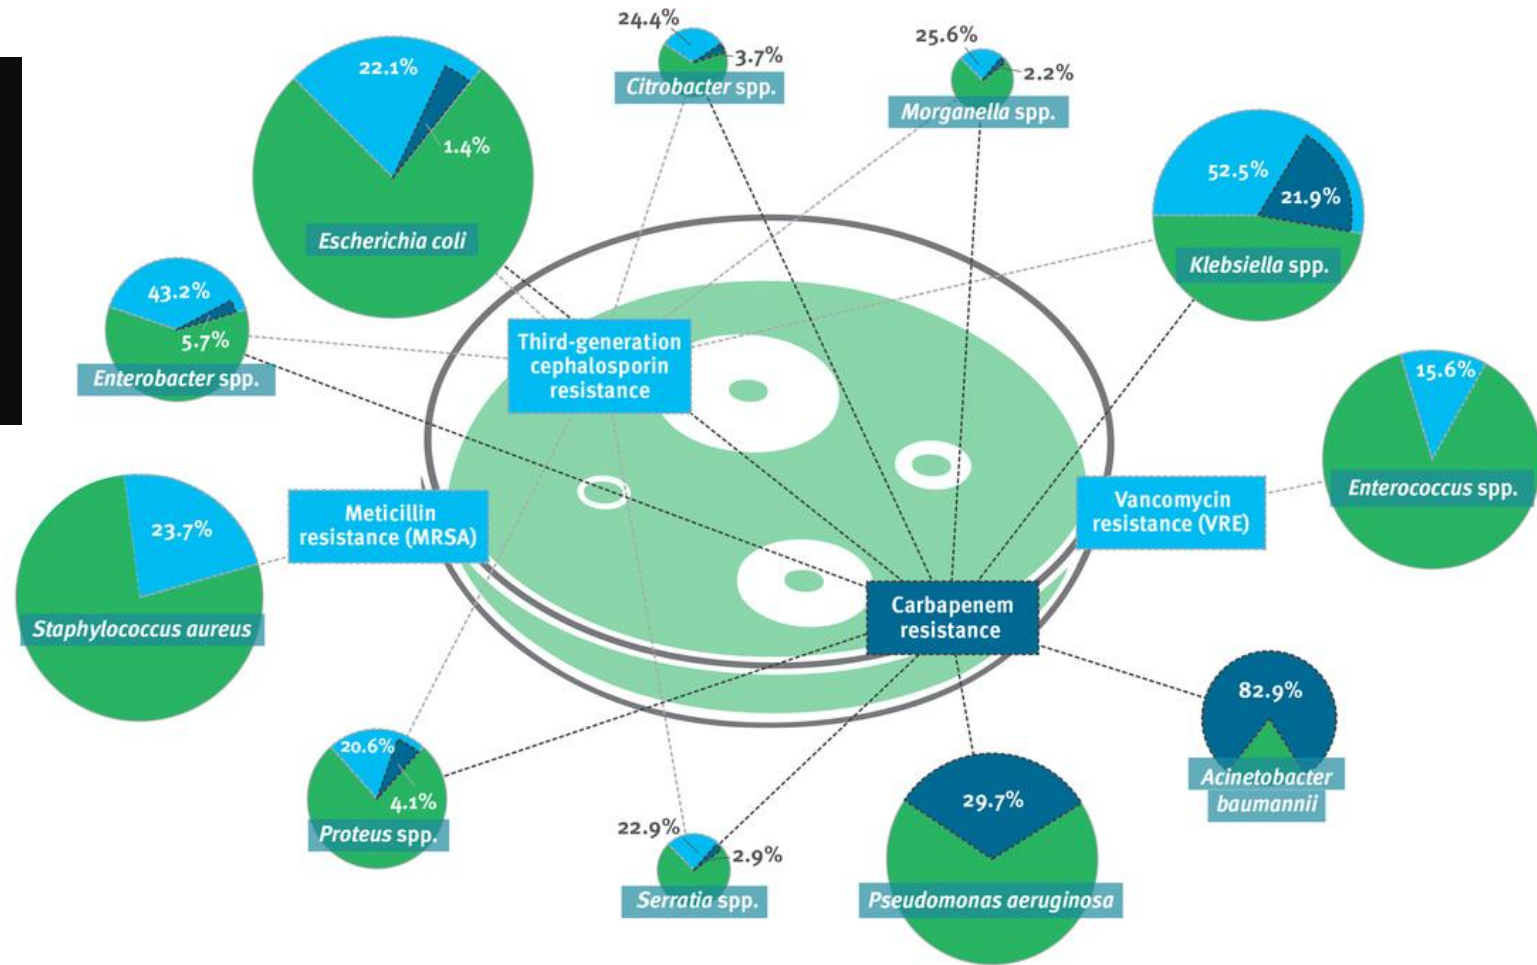 24.4%
3.7%
Citrobacter spp.
25.6%
2.2%
Morganella spp.
22.1%
1.4%
Escherichia coli
52.5%
21.9%
Klebsiella spp.
43.2%
5.7%
Enterobacter spp.
Third-generation
cephalosporin
resistance
15.6%
Enterococcus spp.
23.7%
Staphylococcus aureus
Meticillin
resistance (MRSA)
Vancomycin
resistance (VRE)
Carbapenem
resistance
82.9%
Acinetobacter
baumannii
20.6%
4.1%
Proteus spp.
22.9%
2.9%
Serratia spp.
29.7%
Pseudomonas aeruginosa